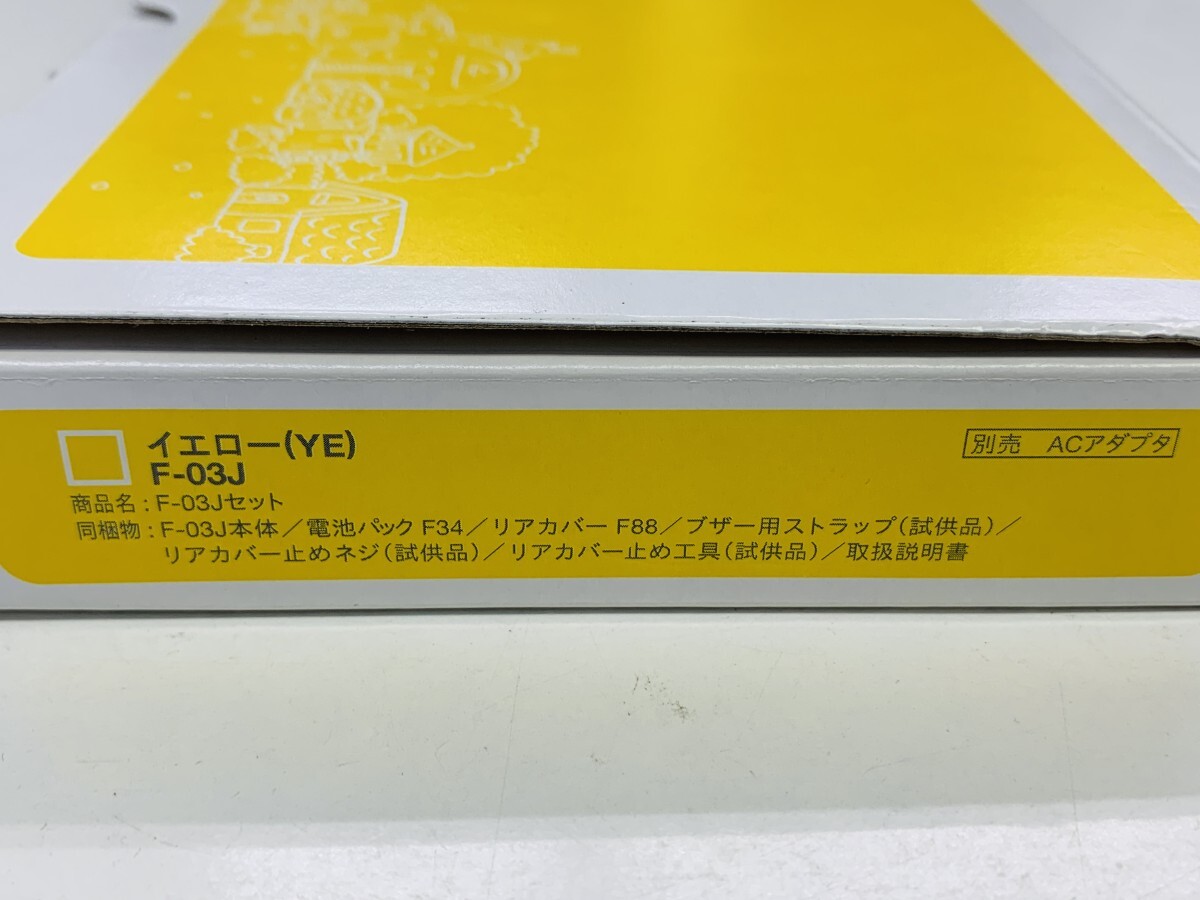 イエロー(YE)
別売 ACアダプタ
F-03J
商品名：F-03Jセット
同梱物：F-03J本体／電池パック F34／リアカバー F88／ブザー用ストラップ(試供品)／
リアカバー止めネジ(試供品)／リアカバー止め工具(試供品)／取扱説明書